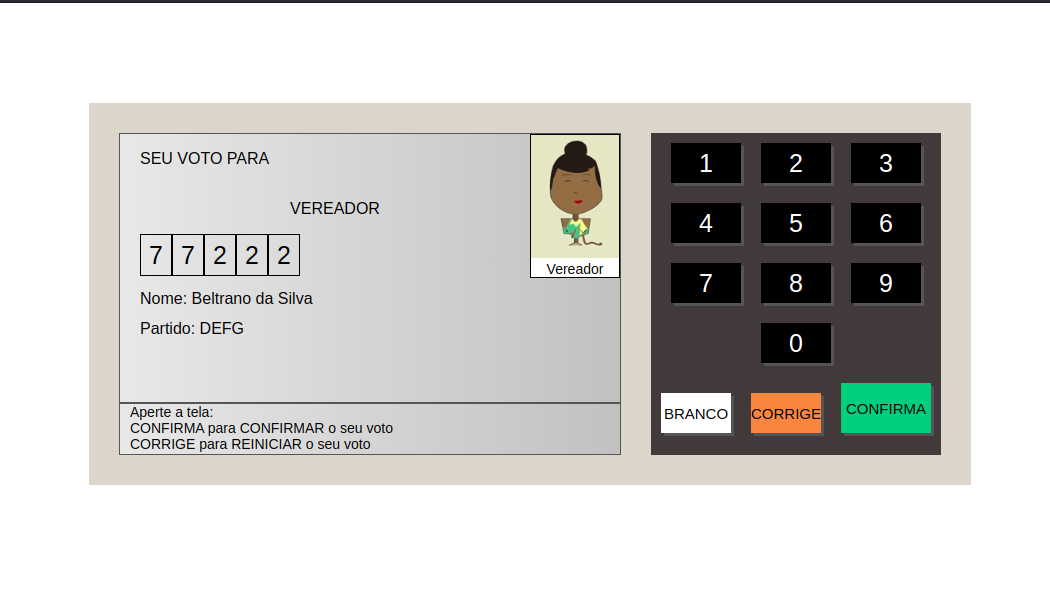 SEU VOTO PARA
VEREADOR
7 7 2 2 2
Nome: Beltrano da Silva
Partido: DEFG
Vereador
Aperte a tela:
CONFIRMA para CONFIRMAR o seu voto
CORRIGE para REINICIAR o seu voto
1 2 3
4 5 6
7 8 9
0
BRANCO CORRIGE CONFIRMA